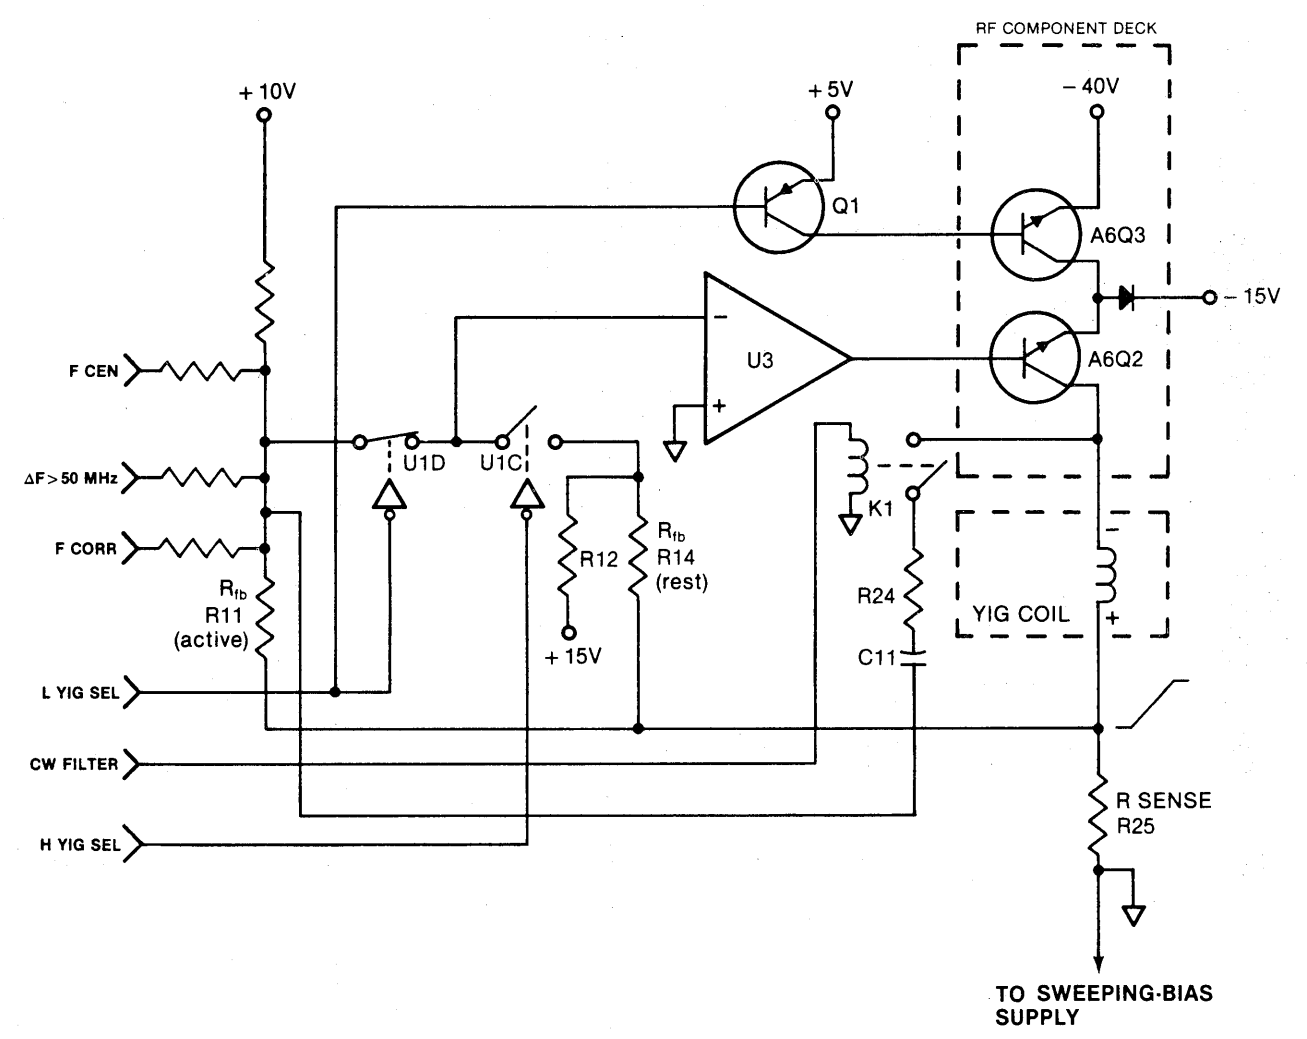 RF COMPONENT DECK
+10V
+5V
−40V
Q1
A6Q3
−15V
F CEN
−
U3
+
A6Q2
U1D
U1C
ΔF>50 MHz
K1
F CORR
Rfb
R11
(active)
R12
Rfb
R14
(rest)
+15V
R24
C11
−
YIG COIL
+
L YIG SEL
CW FILTER
H YIG SEL
R SENSE
R25
TO SWEEPING-BIAS
SUPPLY